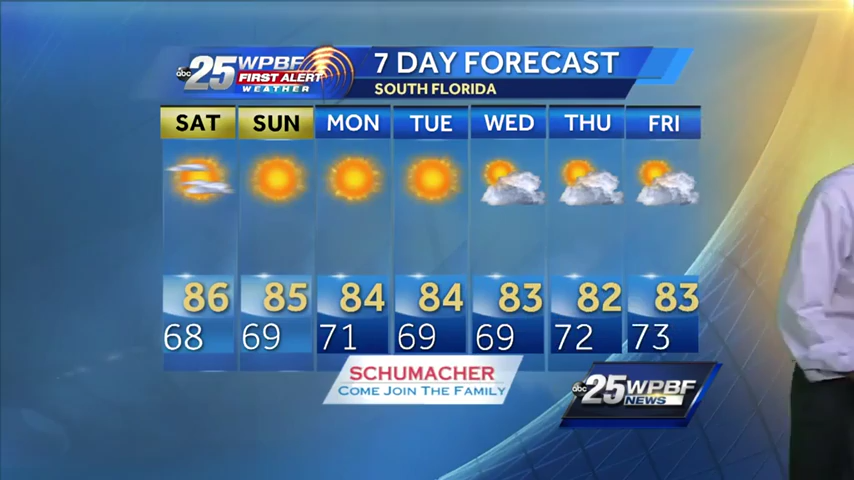 abc 25 WPBF
FIRST ALERT
WEATHER
7 DAY FORECAST
SOUTH FLORIDA
SAT SUN MON TUE WED THU FRI
86 85 84 84 83 82 83
68 69 71 69 69 72 73
SCHUMACHER
COME JOIN THE FAMILY
abc 25 WPBF
NEWS